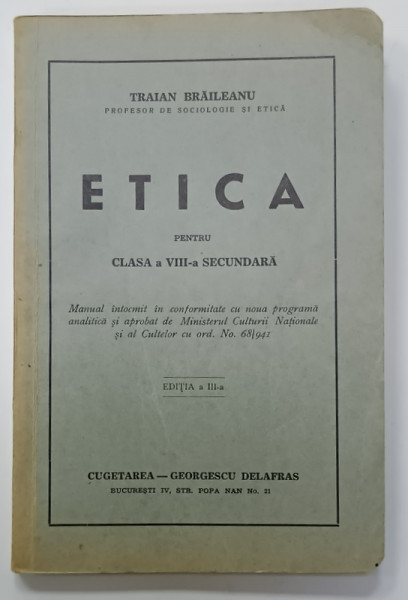 TRAIAN BRĂILEANU
PROFESOR DE SOCIOLOGIE ȘI ETICĂ
ETICA
PENTRU
CLASA a VIII-a SECUNDARĂ
Manual întocmit în conformitate cu noua programă
analitică și aprobat de Ministerul Culturii Naționale
și al Cultelor cu ord. No. 68|941
EDIȚIA a III-a
CUGETAREA — GEORGESCU DELAFRAS
BUCUREȘTI IV, STR. POPA NAN No. 21